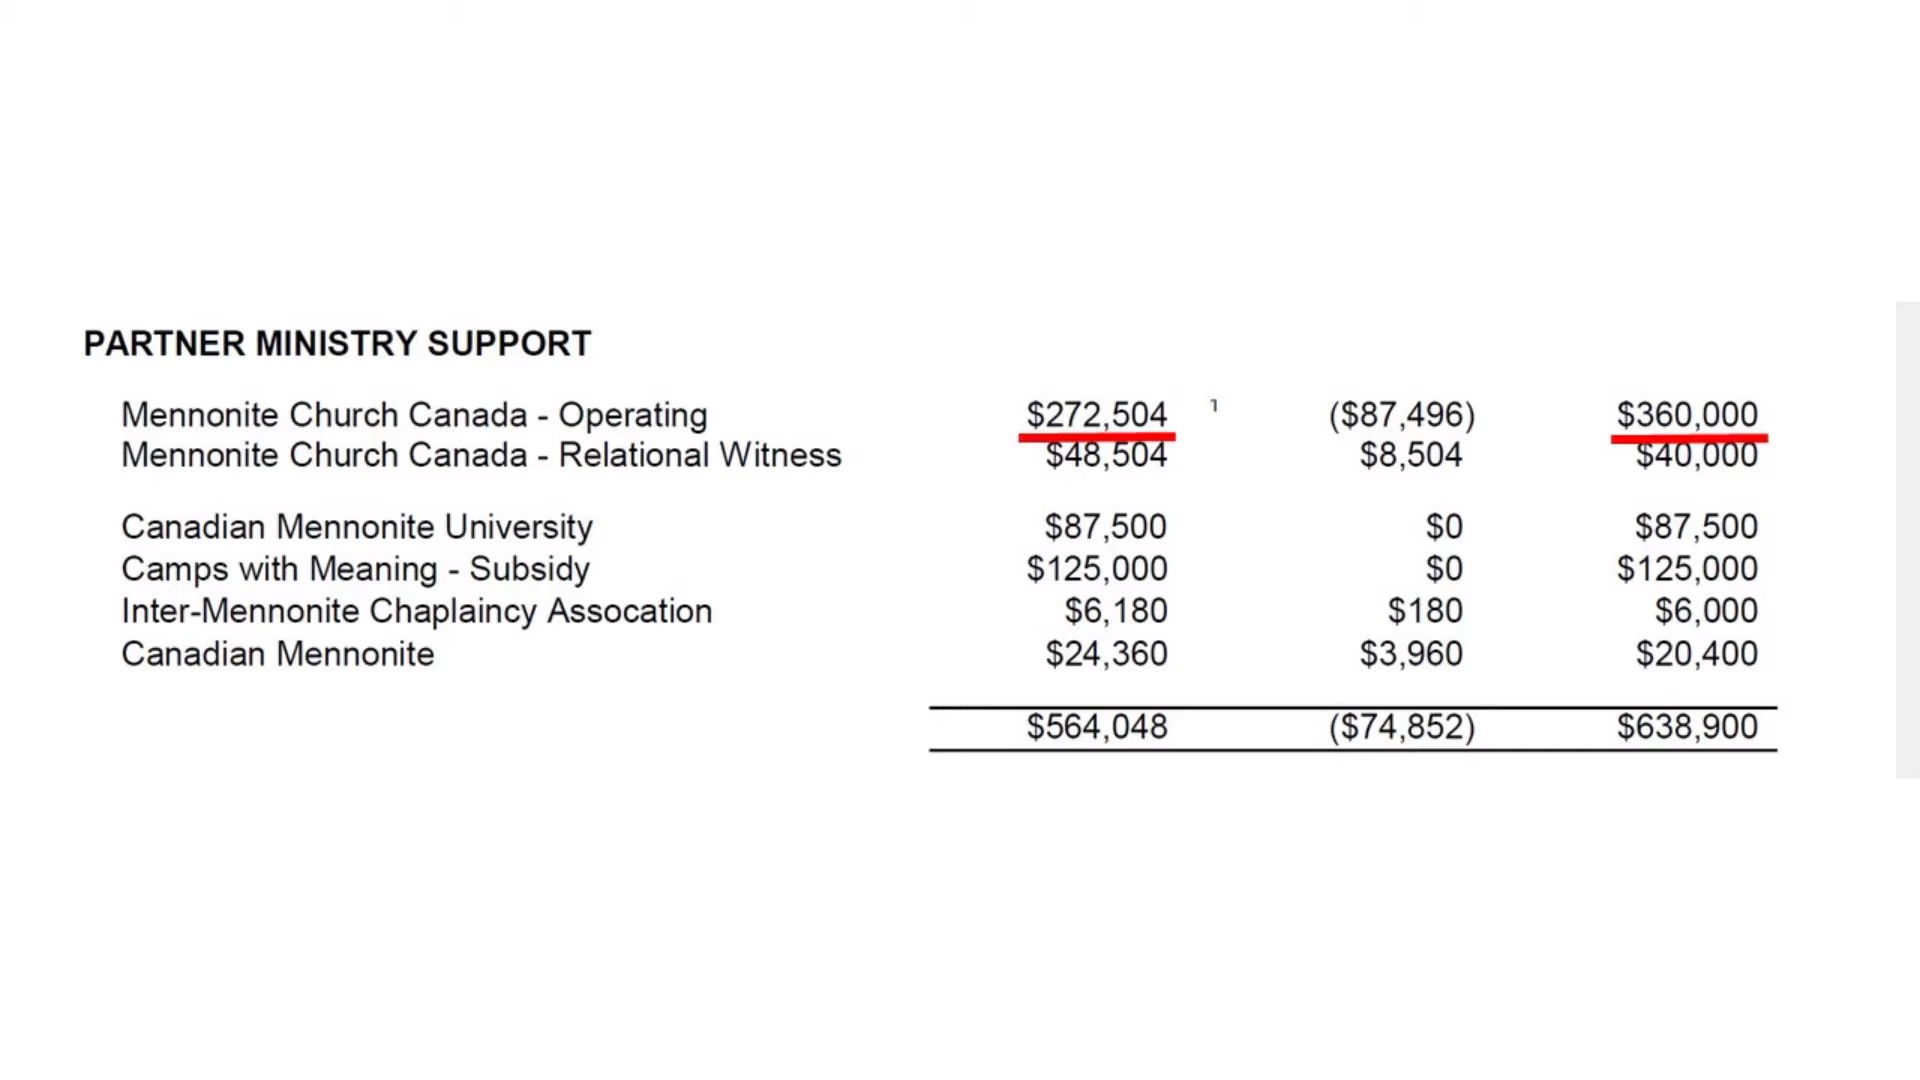 PARTNER MINISTRY SUPPORT
Mennonite Church Canada - Operating $272,504 1 ($87,496) $360,000
Mennonite Church Canada - Relational Witness $48,504 $8,504 $40,000
Canadian Mennonite University $87,500 $0 $87,500
Camps with Meaning - Subsidy $125,000 $0 $125,000
Inter-Mennonite Chaplaincy Assocation $6,180 $180 $6,000
Canadian Mennonite $24,360 $3,960 $20,400
$564,048 ($74,852) $638,900